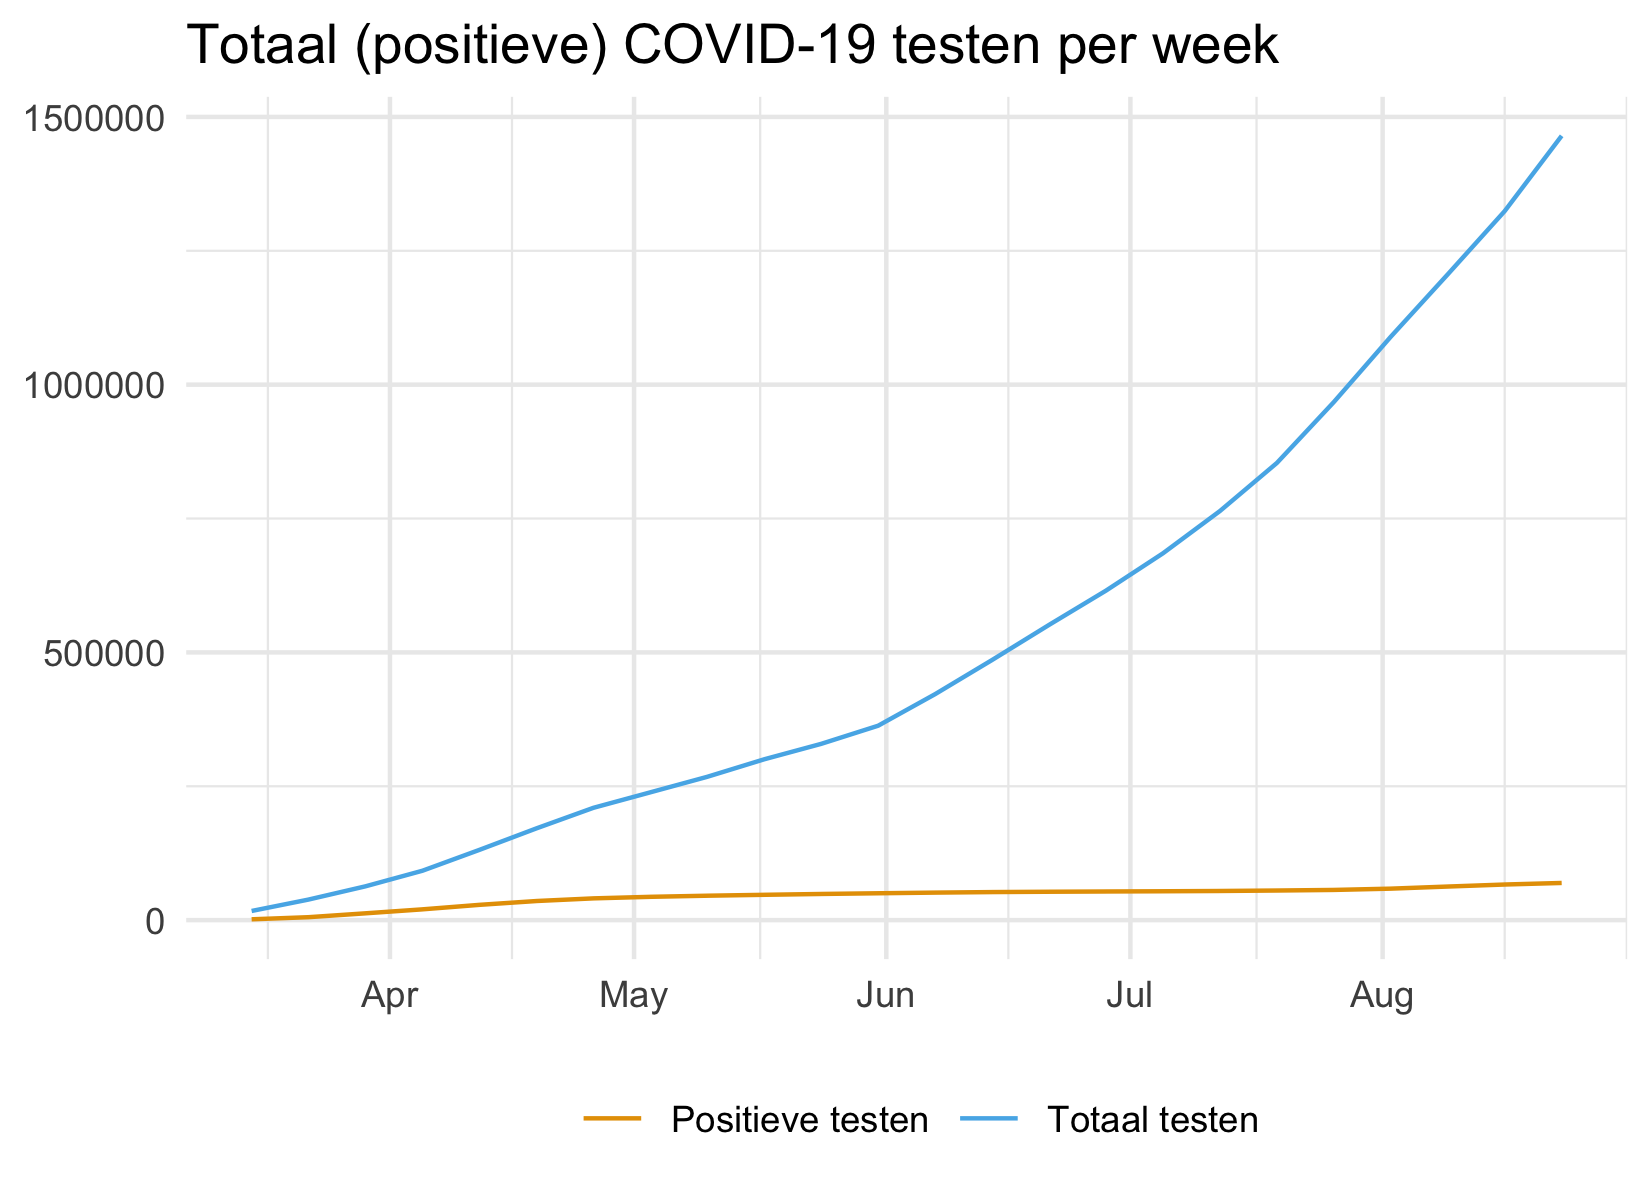 Totaal (positieve) COVID-19 testen per week
1500000
1000000
500000
0
Apr May Jun Jul Aug
Positieve testen Totaal testen